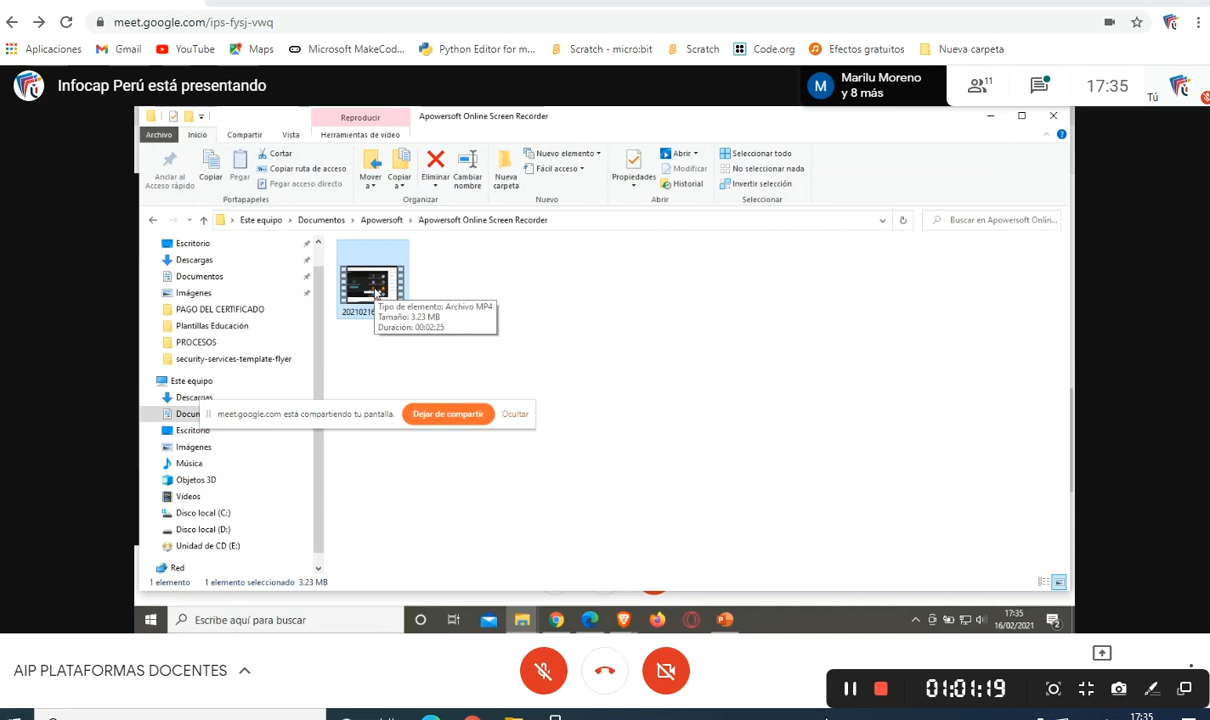 meet.google.com/ips-fysj-vwq
Aplicaciones Gmail YouTube Maps Microsoft MakeCod... Python Editor for m... Scratch - micro:bit Scratch Code.org Efectos gratuitos Nueva carpeta
Infocap Perú está presentando
M Marilu Moreno
y 8 más
11
17:35
Tú
Reproducir
Apowersoft Online Screen Recorder
Archivo Inicio Compartir Vista Herramientas de vídeo
Anclar al
Acceso rápido
Copiar
Pegar
Cortar
Copiar ruta de acceso
Pegar acceso directo
Portapapeles
Mover
a
Copiar
a
Eliminar
Cambiar
nombre
Organizar
Nueva
carpeta
Nuevo elemento
Fácil acceso
Nuevo
Propiedades
Abrir
Modificar
Historial
Abrir
Seleccionar todo
No seleccionar nada
Invertir selección
Seleccionar
Este equipo > Documentos > Apowersoft > Apowersoft Online Screen Recorder
Buscar en Apowersoft Onlin...
Escritorio
Descargas
Documentos
Imágenes
PAGO DEL CERTIFICADO
Plantillas Educación
PROCESOS
security-services-template-flyer
Este equipo
Descargas
Docun
Escritorio
Imágenes
Música
Objetos 3D
Vídeos
Disco local (C:)
Disco local (D:)
Unidad de CD (E:)
Red
20210216
Tipo de elemento: Archivo MP4
Tamaño: 3.23 MB
Duración: 00:02:25
meet.google.com está compartiendo tu pantalla. Dejar de compartir Ocultar
1 elemento 1 elemento seleccionado 3.23 MB
Escribe aquí para buscar
17:35
16/02/2021
2
AIP PLATAFORMAS DOCENTES
01:01:19
17:35